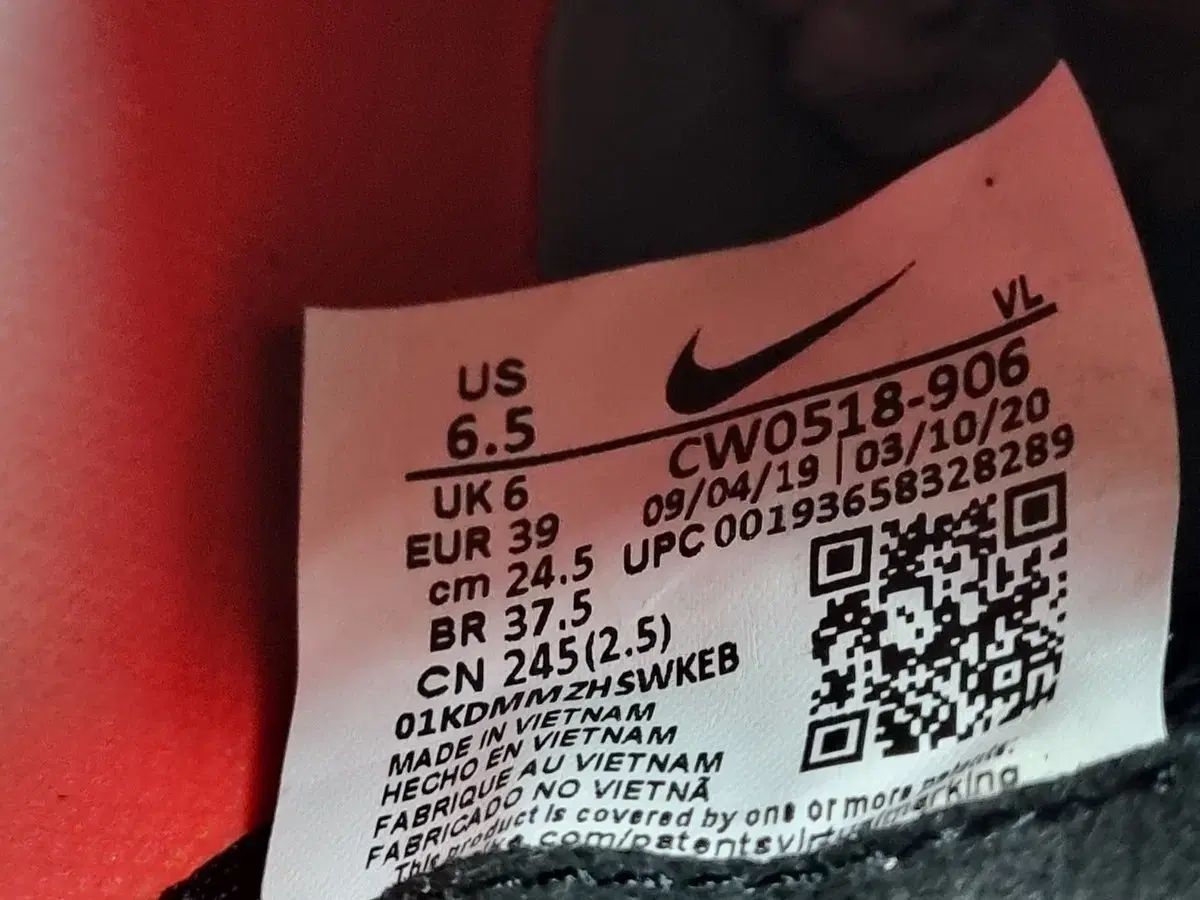 US
6.5
VL
UK 6
EUR 39
cm 24.5
BR 37.5
CN 245(2.5)
CW0518-906
09/04/19 | 03/10/20
UPC 00193658328289
01KDMMZHSWKEB
MADE IN VIETNAM
HECHO EN VIETNAM
FABRIQUE AU VIETNAM
FABRICADO NO VIETNÃ
This product is covered by one or more patents.